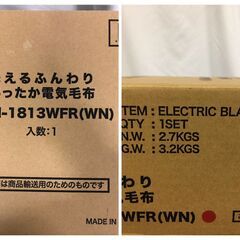 えるふんわり
ったか電気毛布
-1813WFR(WN)
入数:1
は商品輸送用のためのものです
MADE IN
ITEM : ELECTRIC BLA
QTY : 1SET
N.W. : 2.7KGS
G.W. : 3.2KGS
わり
毛布
WFR(WN)